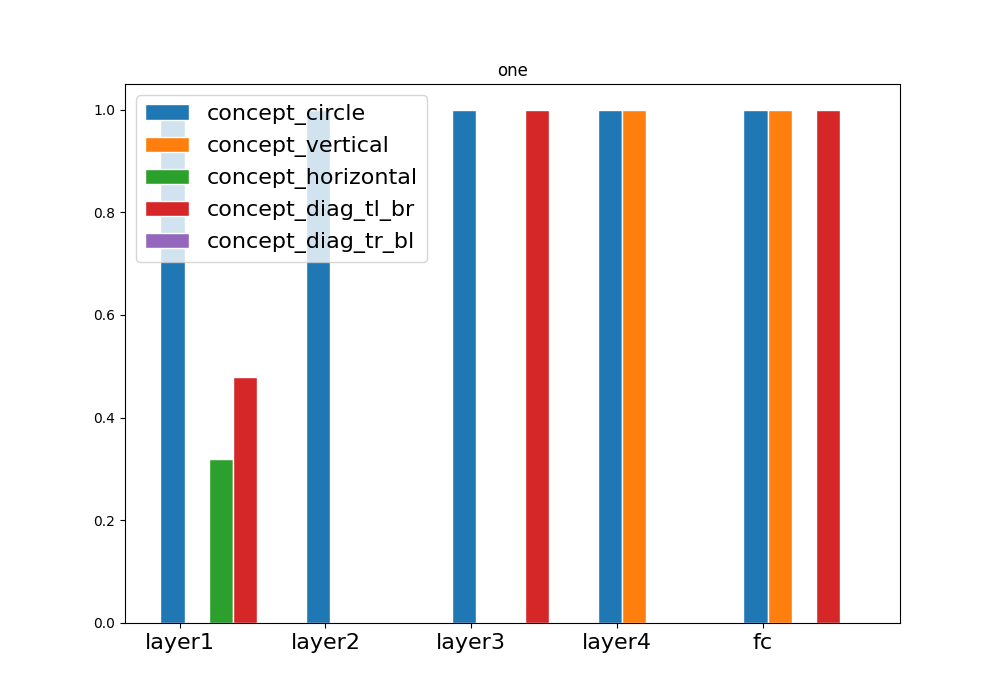 one
1.0
0.8
0.6
0.4
0.2
0.0
concept_circle
concept_vertical
concept_horizontal
concept_diag_tl_br
concept_diag_tr_bl
layer1 layer2 layer3 layer4 fc